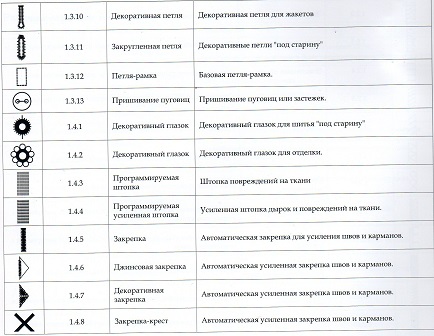 1.3.10 Декоративная петля Декоративная петля для жакетов
1.3.11 Закругленная петля Декоративные петли "под старину"
1.3.12 Петля-рамка Базовая петля-рамка.
1.3.13 Пришивание пуговиц Пришивание пуговиц или застежек.
1.4.1 Декоративный глазок Декоративный глазок для шитья "под старину"
1.4.2 Декоративный глазок Декоративный глазок для отделки.
1.4.3 Программируемая штопка Штопка повреждений на ткани
1.4.4 Программируемая усиленная штопка Усиленная штопка дырок и повреждений на ткани.
1.4.5 Закрепка Автоматическая закрепка для усиления швов и карманов.
1.4.6 Джинсовая закрепка Автоматическая усиленная закрепка швов и карманов.
1.4.7 Декоративная закрепка Автоматическая усиленная закрепка швов и карманов.
1.4.8 Закрепка-крест Автоматическая усиленная закрепка швов и карманов.